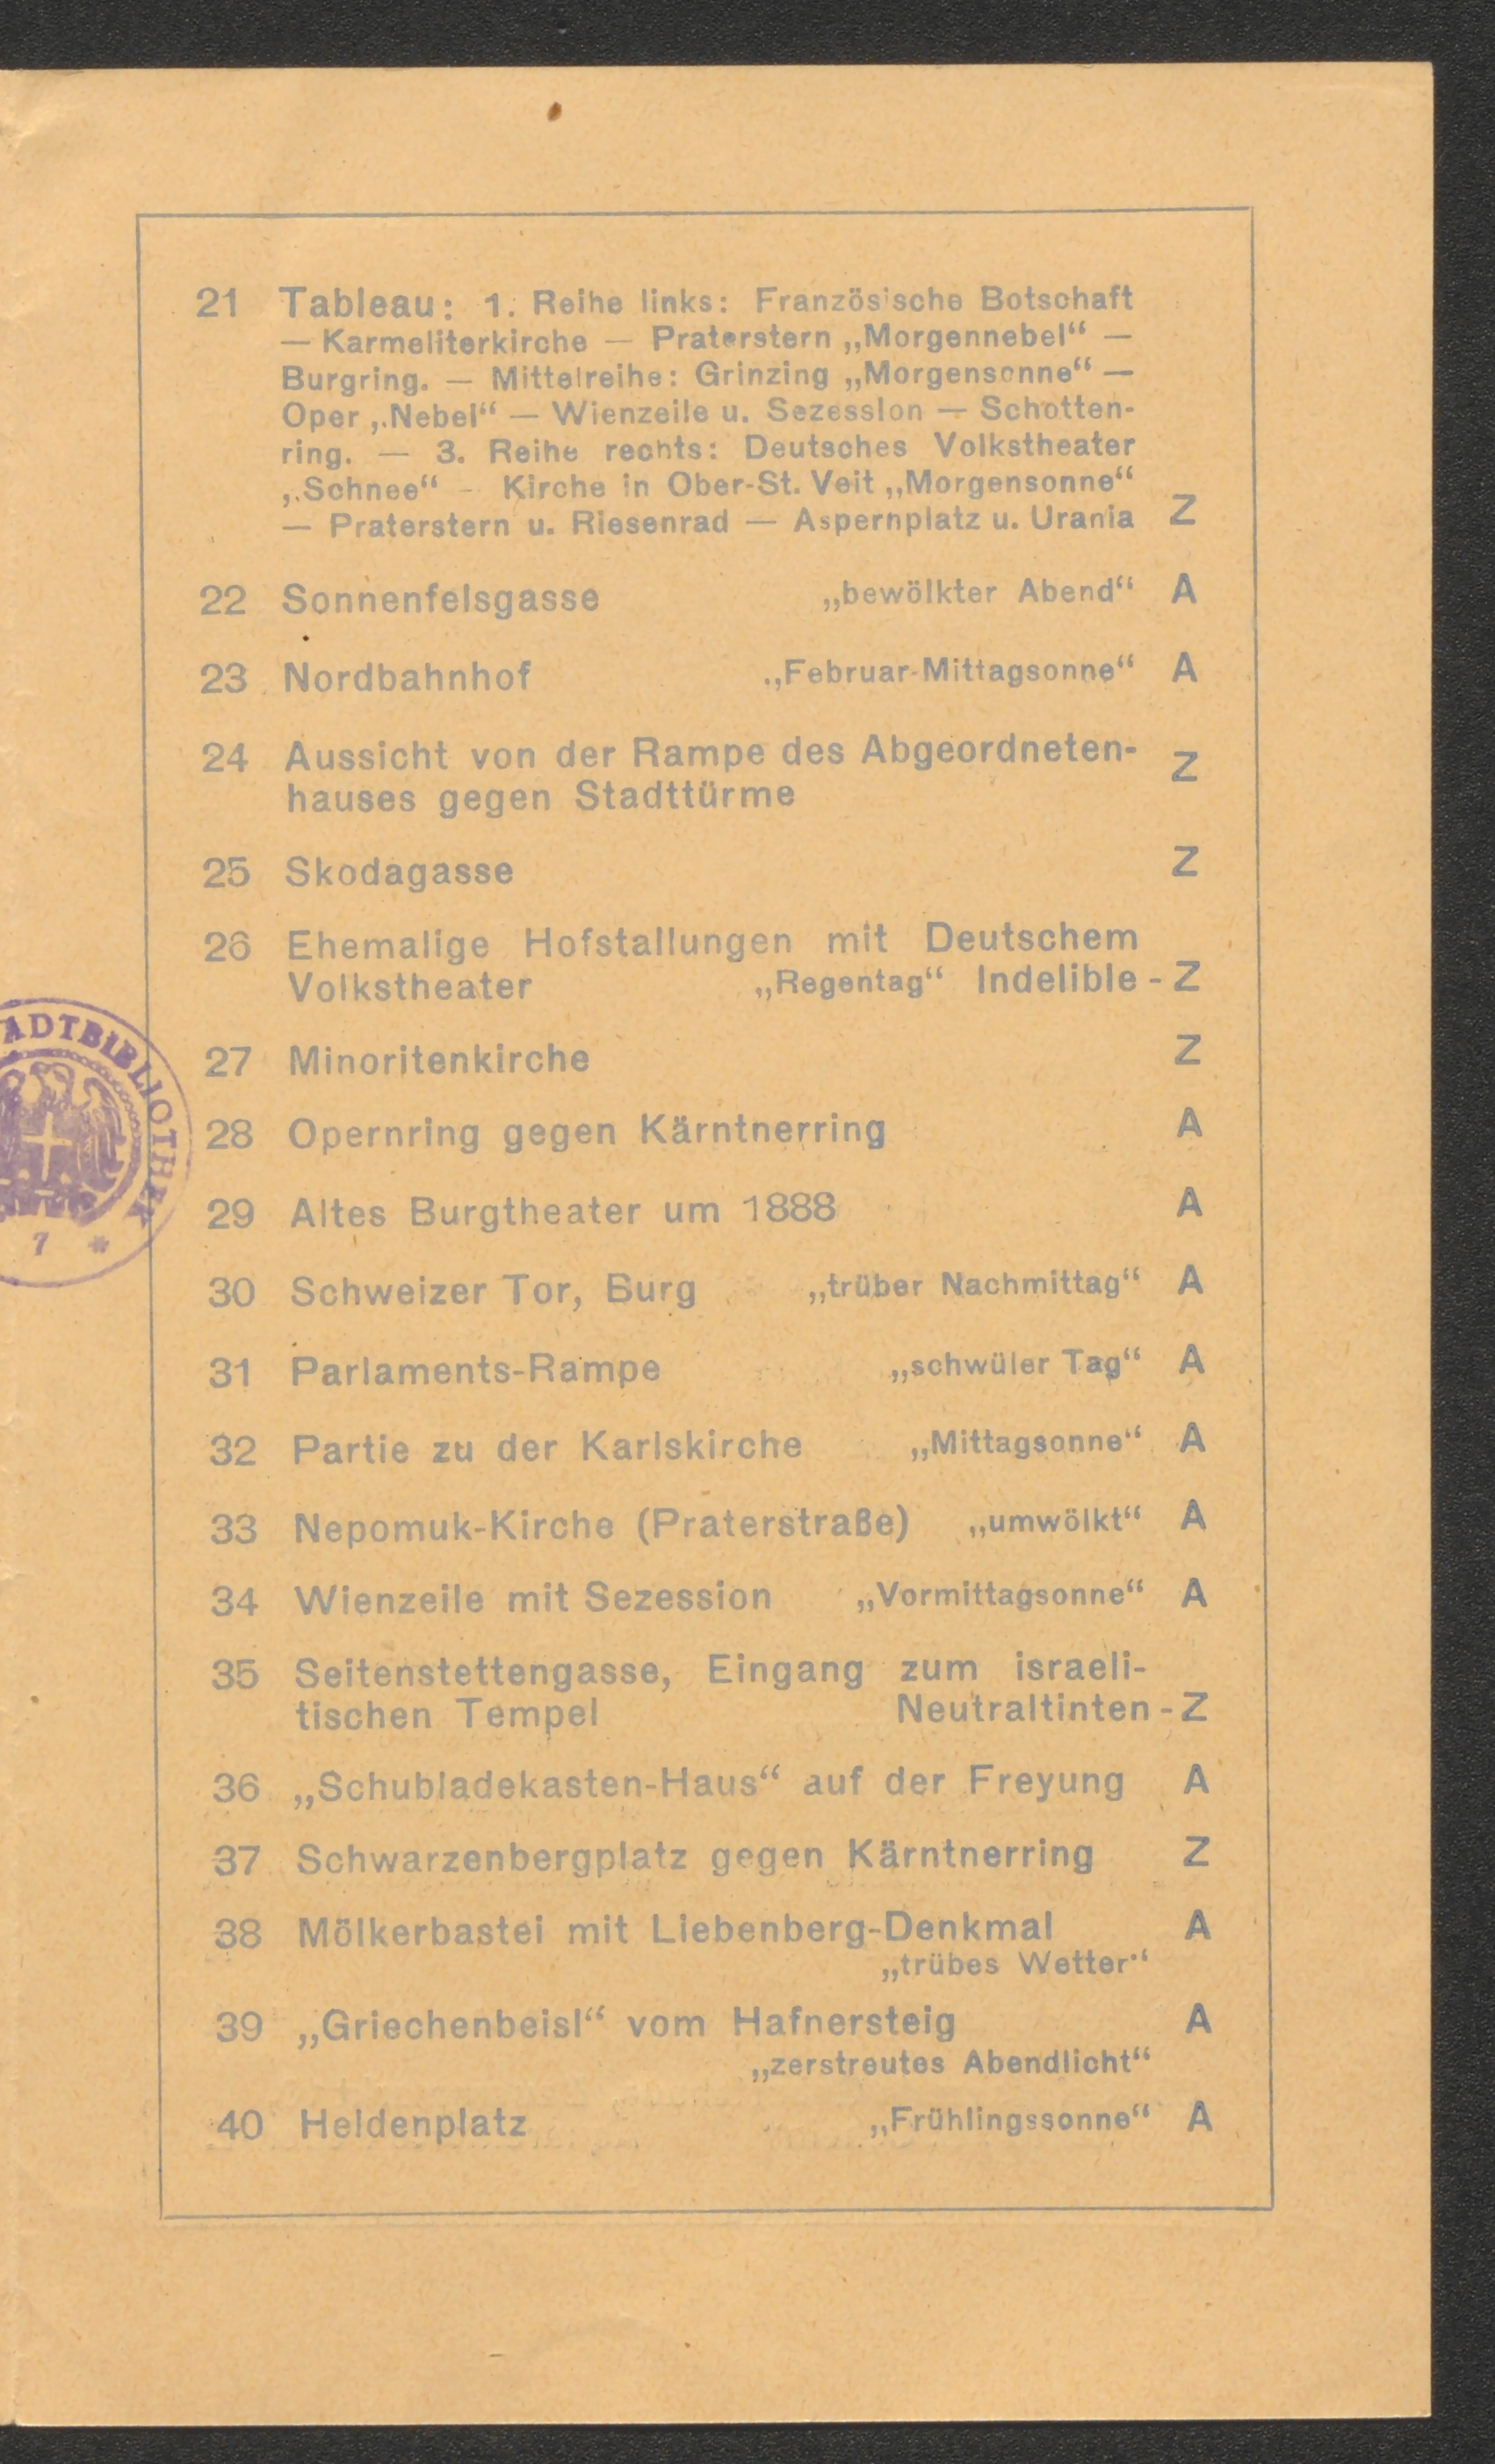 21 Tableau: 1. Reihe links: Französische Botschaft
— Karmeliterkirche — Praterstern „Morgennebel“ —
Burgring. — Mittelreihe: Grinzing „Morgensonne“ —
Oper „Nebel“ — Wienzeile u. Sezession — Schotten-
ring. — 3. Reihe rechts: Deutsches Volkstheater
„Schnee“ - Kirche in Ober-St. Veit „Morgensonne“
— Praterstern u. Riesenrad — Aspernplatz u. Urania Z
22 Sonnenfelsgasse „bewölkter Abend“ A
23 Nordbahnhof „Februar-Mittagsonne“ A
24 Aussicht von der Rampe des Abgeordneten- Z
hauses gegen Stadttürme
25 Skodagasse Z
26 Ehemalige Hofstallungen mit Deutschem
Volkstheater „Regentag“ Indelible - Z
27 Minoritenkirche Z
28 Opernring gegen Kärntnerring A
29 Altes Burgtheater um 1888 A
30 Schweizer Tor, Burg „trüber Nachmittag“ A
31 Parlaments-Rampe „schwüler Tag“ A
32 Partie zu der Karlskirche „Mittagsonne“ A
33 Nepomuk-Kirche (Praterstraße) „umwölkt“ A
34 Wienzeile mit Sezession „Vormittagsonne“ A
35 Seitenstettengasse, Eingang zum israeli-
tischen Tempel Neutraltinten - Z
36 „Schubladekasten-Haus“ auf der Freyung A
37 Schwarzenbergplatz gegen Kärntnerring Z
38 Mölkerbastei mit Liebenberg-Denkmal A
„trübes Wetter“
39 „Griechenbeisl“ vom Hafnersteig A
„zerstreutes Abendlicht“
40 Heldenplatz „Frühlingssonne“ A
ADTBIBLIOTHEK
7 *